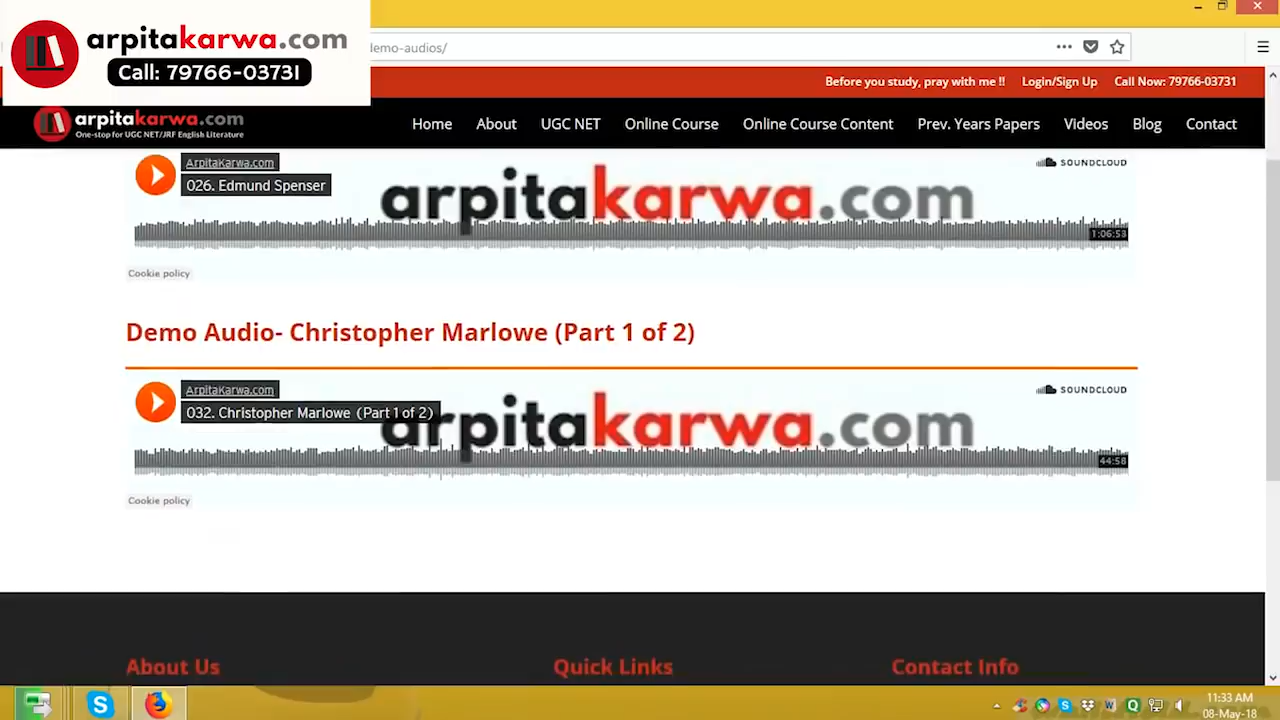 arpitakarwa.com
Call: 79766-03731
demo-audios/
Before you study, pray with me !!
Login/Sign Up
Call Now: 79766-03731
arpitakarwa.com
One-stop for UGC NET/JRF English Literature
Home
About
UGC NET
Online Course
Online Course Content
Prev. Years Papers
Videos
Blog
Contact
ArpitaKarwa.com
SOUNDCLOUD
026. Edmund Spenser
arpitakarwa.com
1:06:53
Cookie policy
Demo Audio- Christopher Marlowe (Part 1 of 2)
ArpitaKarwa.com
SOUNDCLOUD
032. Christopher Marlowe (Part 1 of 2)
arpitakarwa.com
44:58
Cookie policy
About Us
Quick Links
Contact Info
11:33 AM
08-May-18